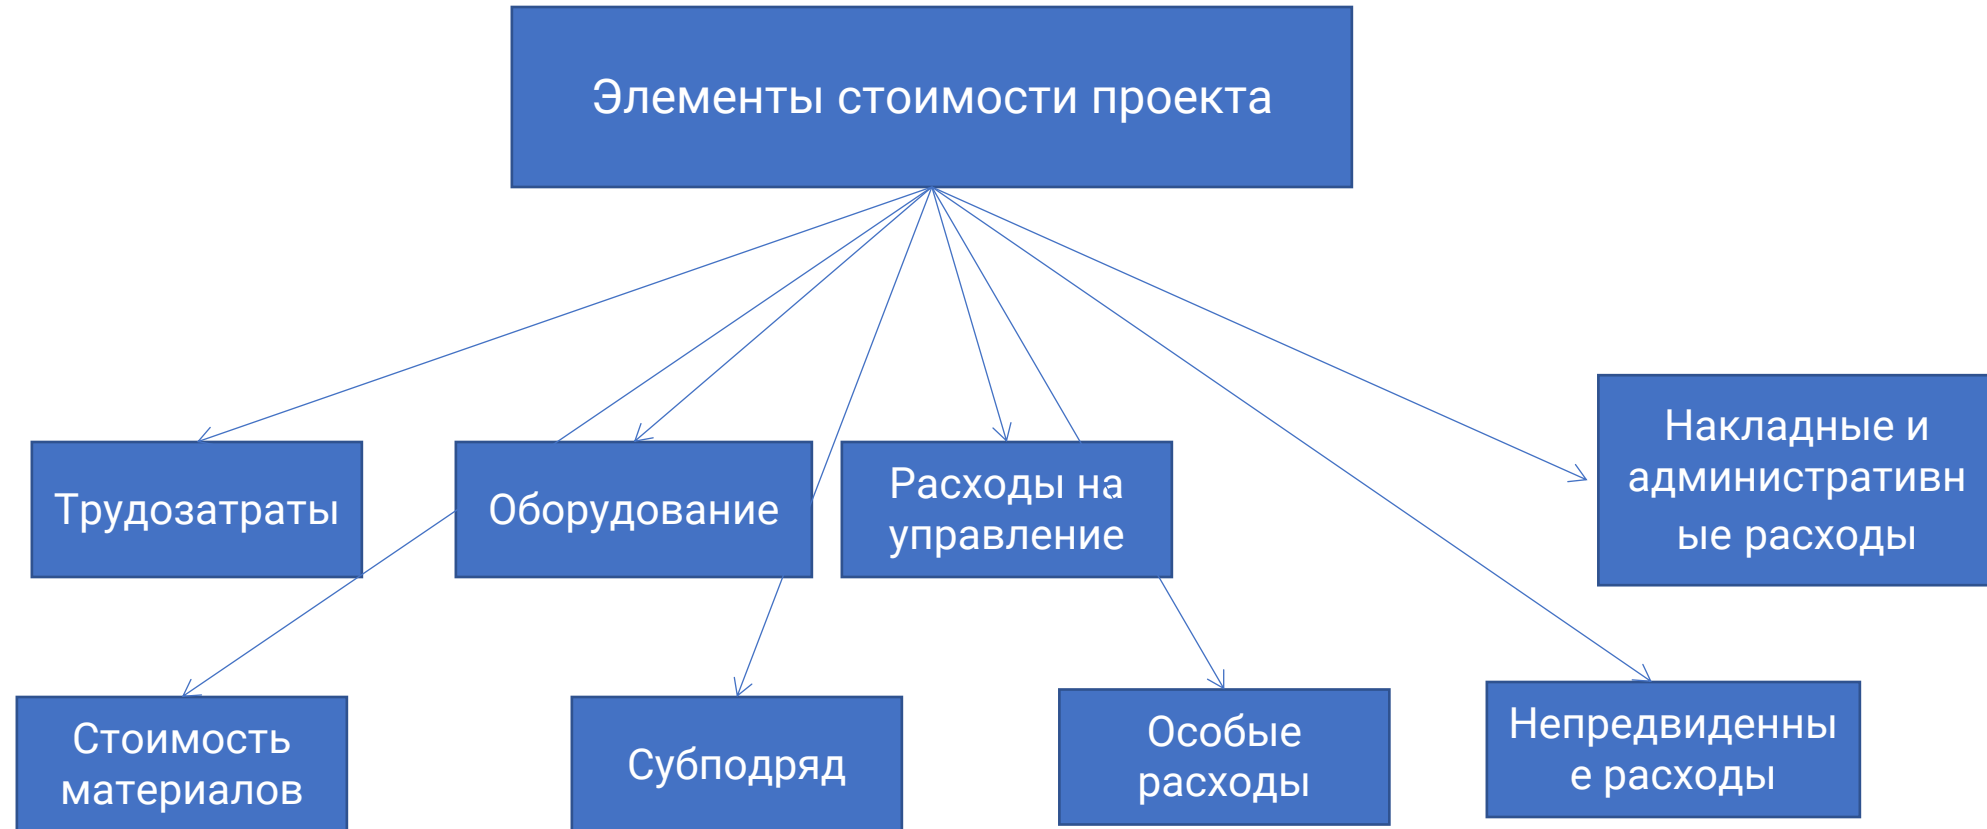 Элементы стоимости проекта
Накладные и
административн
ые расходы
Трудозатраты
Оборудование
Расходы на
управление
Стоимость
материалов
Субподряд
Особые
расходы
Непредвиденны
е расходы